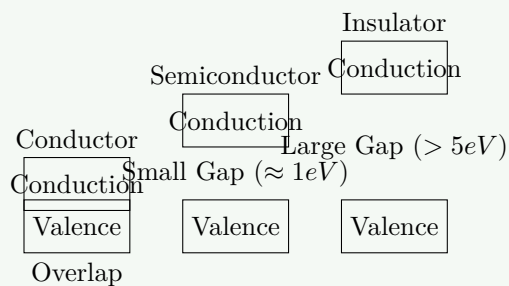 Insulator
Conduction
Semiconductor
Conduction
Large Gap (> 5eV)
Conductor
Small Gap (≈ 1eV)
Conduction
Valence
Valence
Valence
Overlap